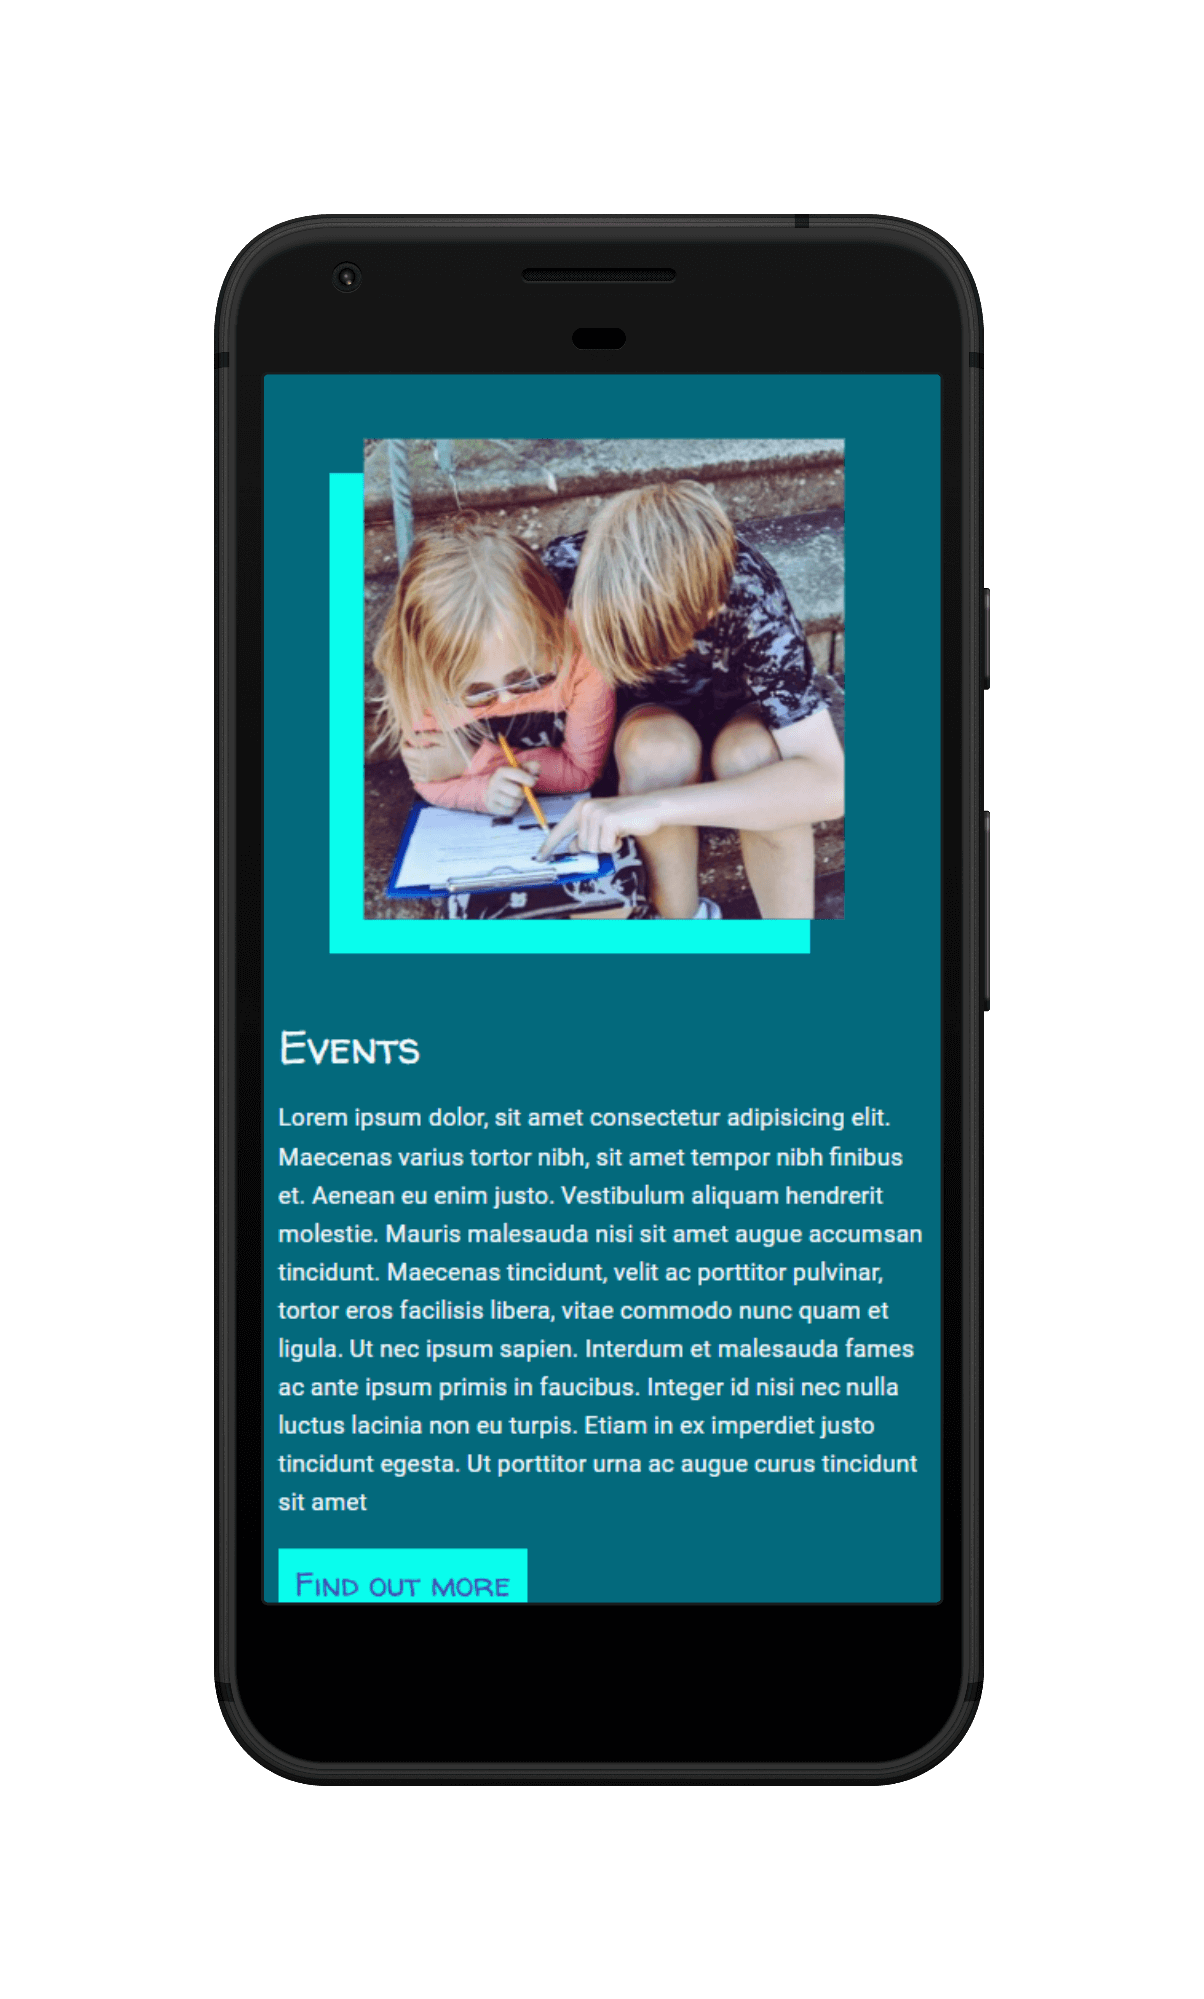 Events
Lorem ipsum dolor, sit amet consectetur adipisicing elit.
Maecenas varius tortor nibh, sit amet tempor nibh finibus
et. Aenean eu enim justo. Vestibulum aliquam hendrerit
molestie. Mauris malesauda nisi sit amet augue accumsan
tincidunt. Maecenas tincidunt, velit ac porttitor pulvinar,
tortor eros facilisis libera, vitae commodo nunc quam et
ligula. Ut nec ipsum sapien. Interdum et malesauda fames
ac ante ipsum primis in faucibus. Integer id nisi nec nulla
luctus lacinia non eu turpis. Etiam in ex imperdiet justo
tincidunt egesta. Ut porttitor urna ac augue curus tincidunt
sit amet
Find out more